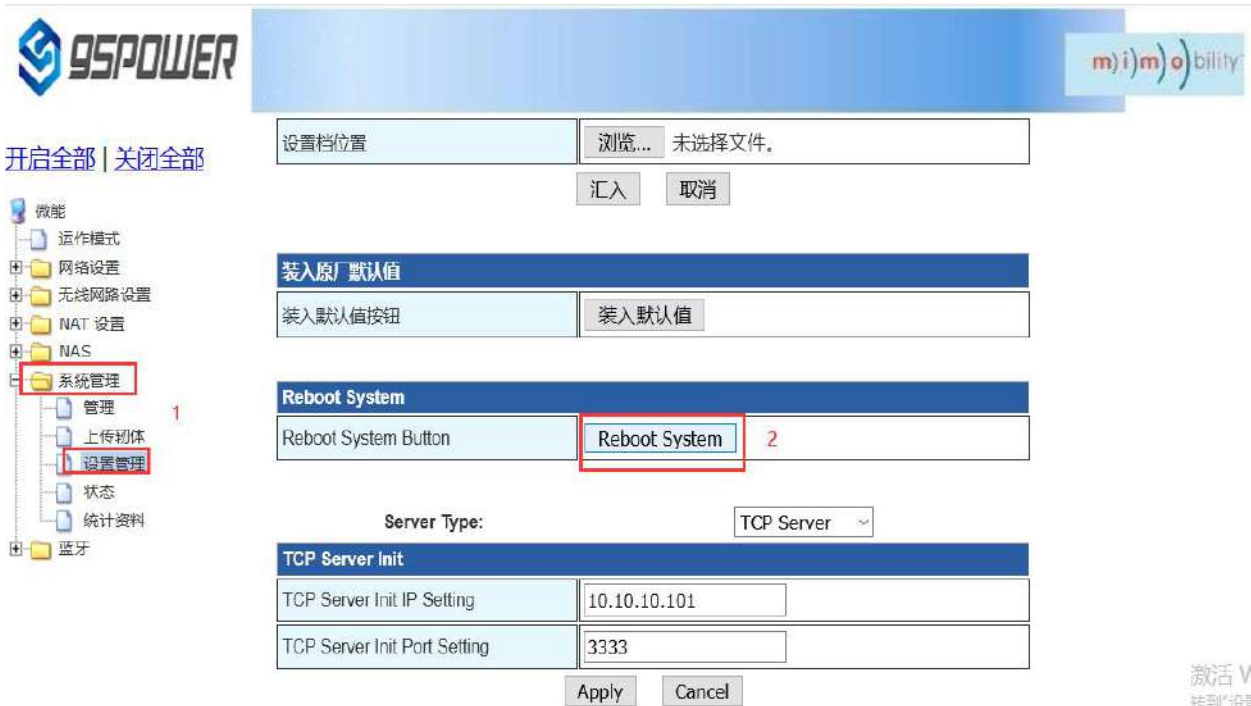 95POWER
m)i)m)o)bility
开启全部 | 关闭全部
微能
运作模式
网络设置
无线网路设置
NAT 设置
NAS
系統管理
管理
1
上传韧体
设置管理
状态
统计资料
蓝牙
设置档位置 浏览... 未选择文件。
汇入 取消
装入原厂默认值
装入默认值按钮 装入默认值
Reboot System
Reboot System Button Reboot System 2
Server Type: TCP Server
TCP Server Init
TCP Server Init IP Setting 10.10.10.101
TCP Server Init Port Setting 3333
Apply Cancel
激活 W